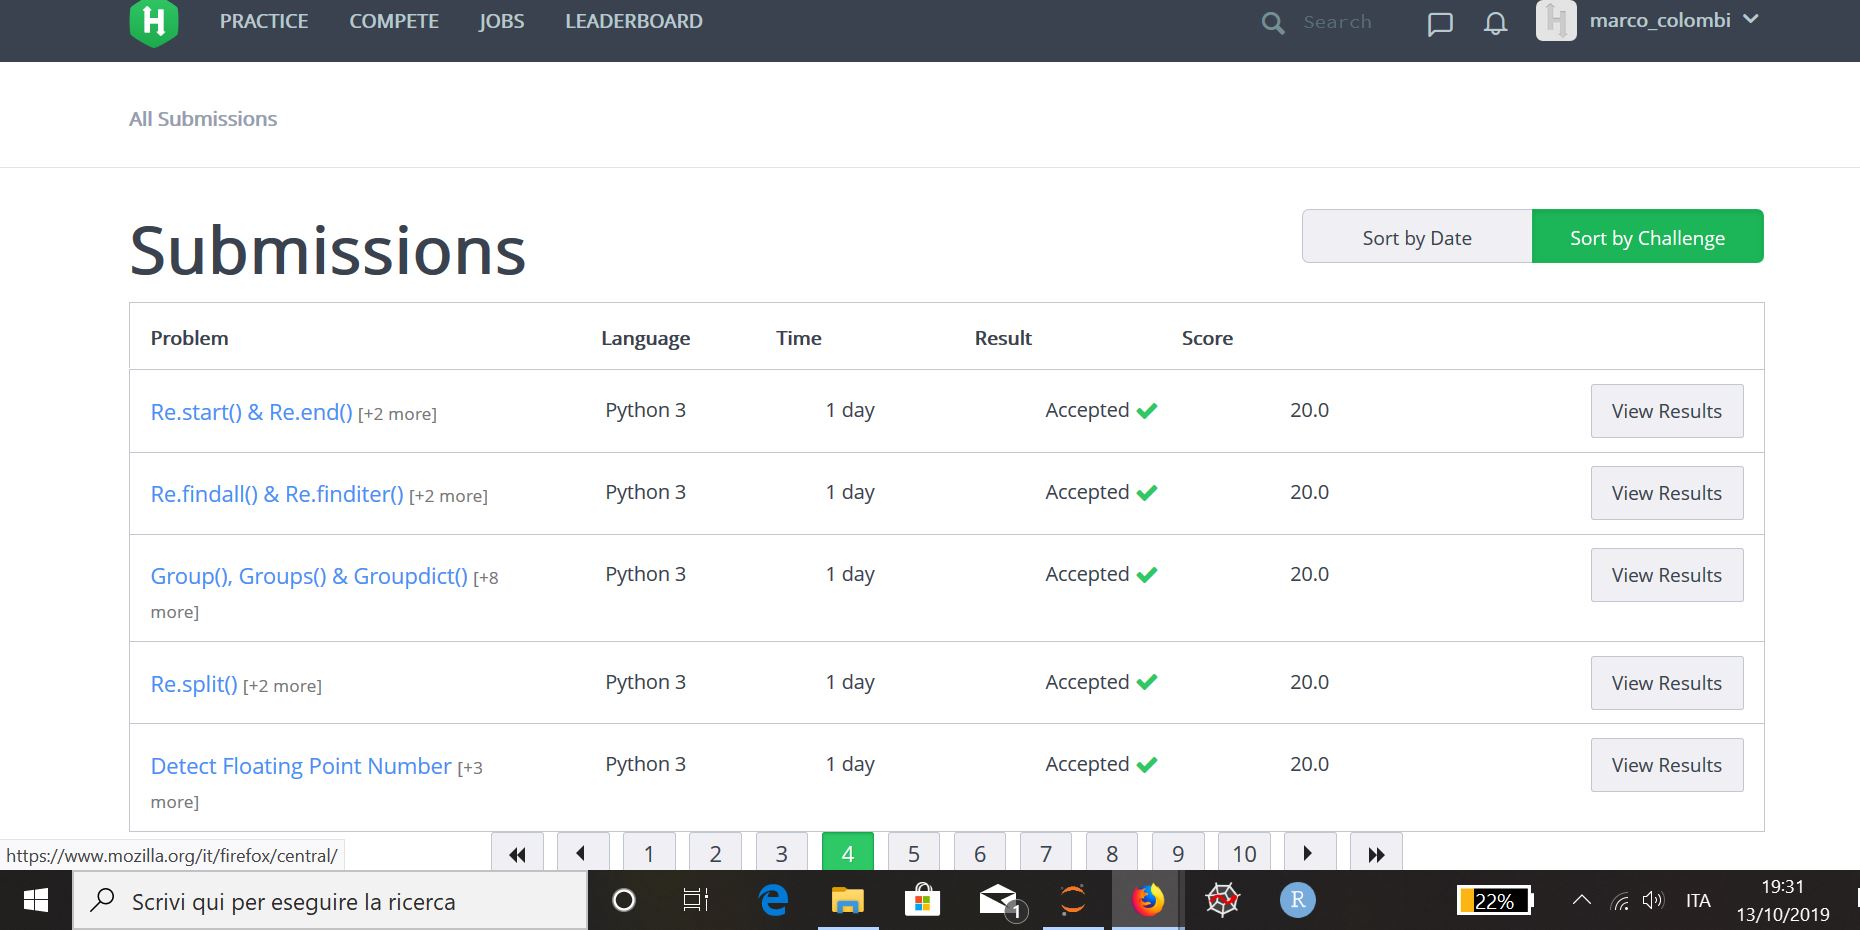 H PRACTICE COMPETE JOBS LEADERBOARD Search H marco_colombi
All Submissions
Submissions
Sort by Date Sort by Challenge
Problem Language Time Result Score
Re.start() & Re.end() [+2 more] Python 3 1 day Accepted 20.0 View Results
Re.findall() & Re.finditer() [+2 more] Python 3 1 day Accepted 20.0 View Results
Group(), Groups() & Groupdict() [+8 Python 3 1 day Accepted 20.0 View Results
more]
Re.split() [+2 more] Python 3 1 day Accepted 20.0 View Results
Detect Floating Point Number [+3 Python 3 1 day Accepted 20.0 View Results
more]
1 2 3 4 5 6 7 8 9 10
https://www.mozilla.org/it/firefox/central/
Scrivi qui per eseguire la ricerca 1 R 22% ITA 19:31
13/10/2019